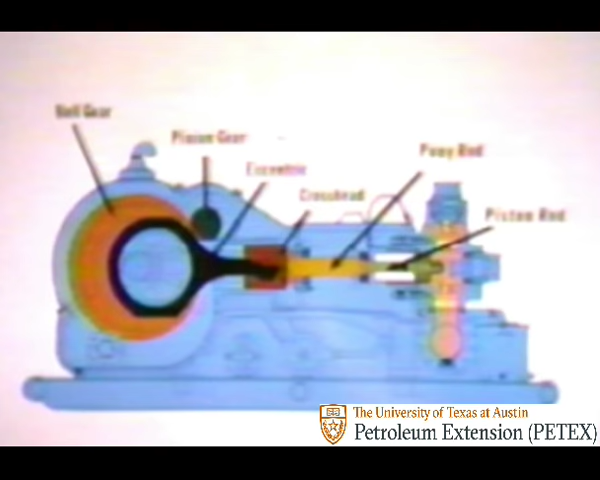 Bull Gear
Pinion Gear
Eccentric
Crosshead
Pony Rod
Piston Rod
The University of Texas at Austin
Petroleum Extension (PETEX)